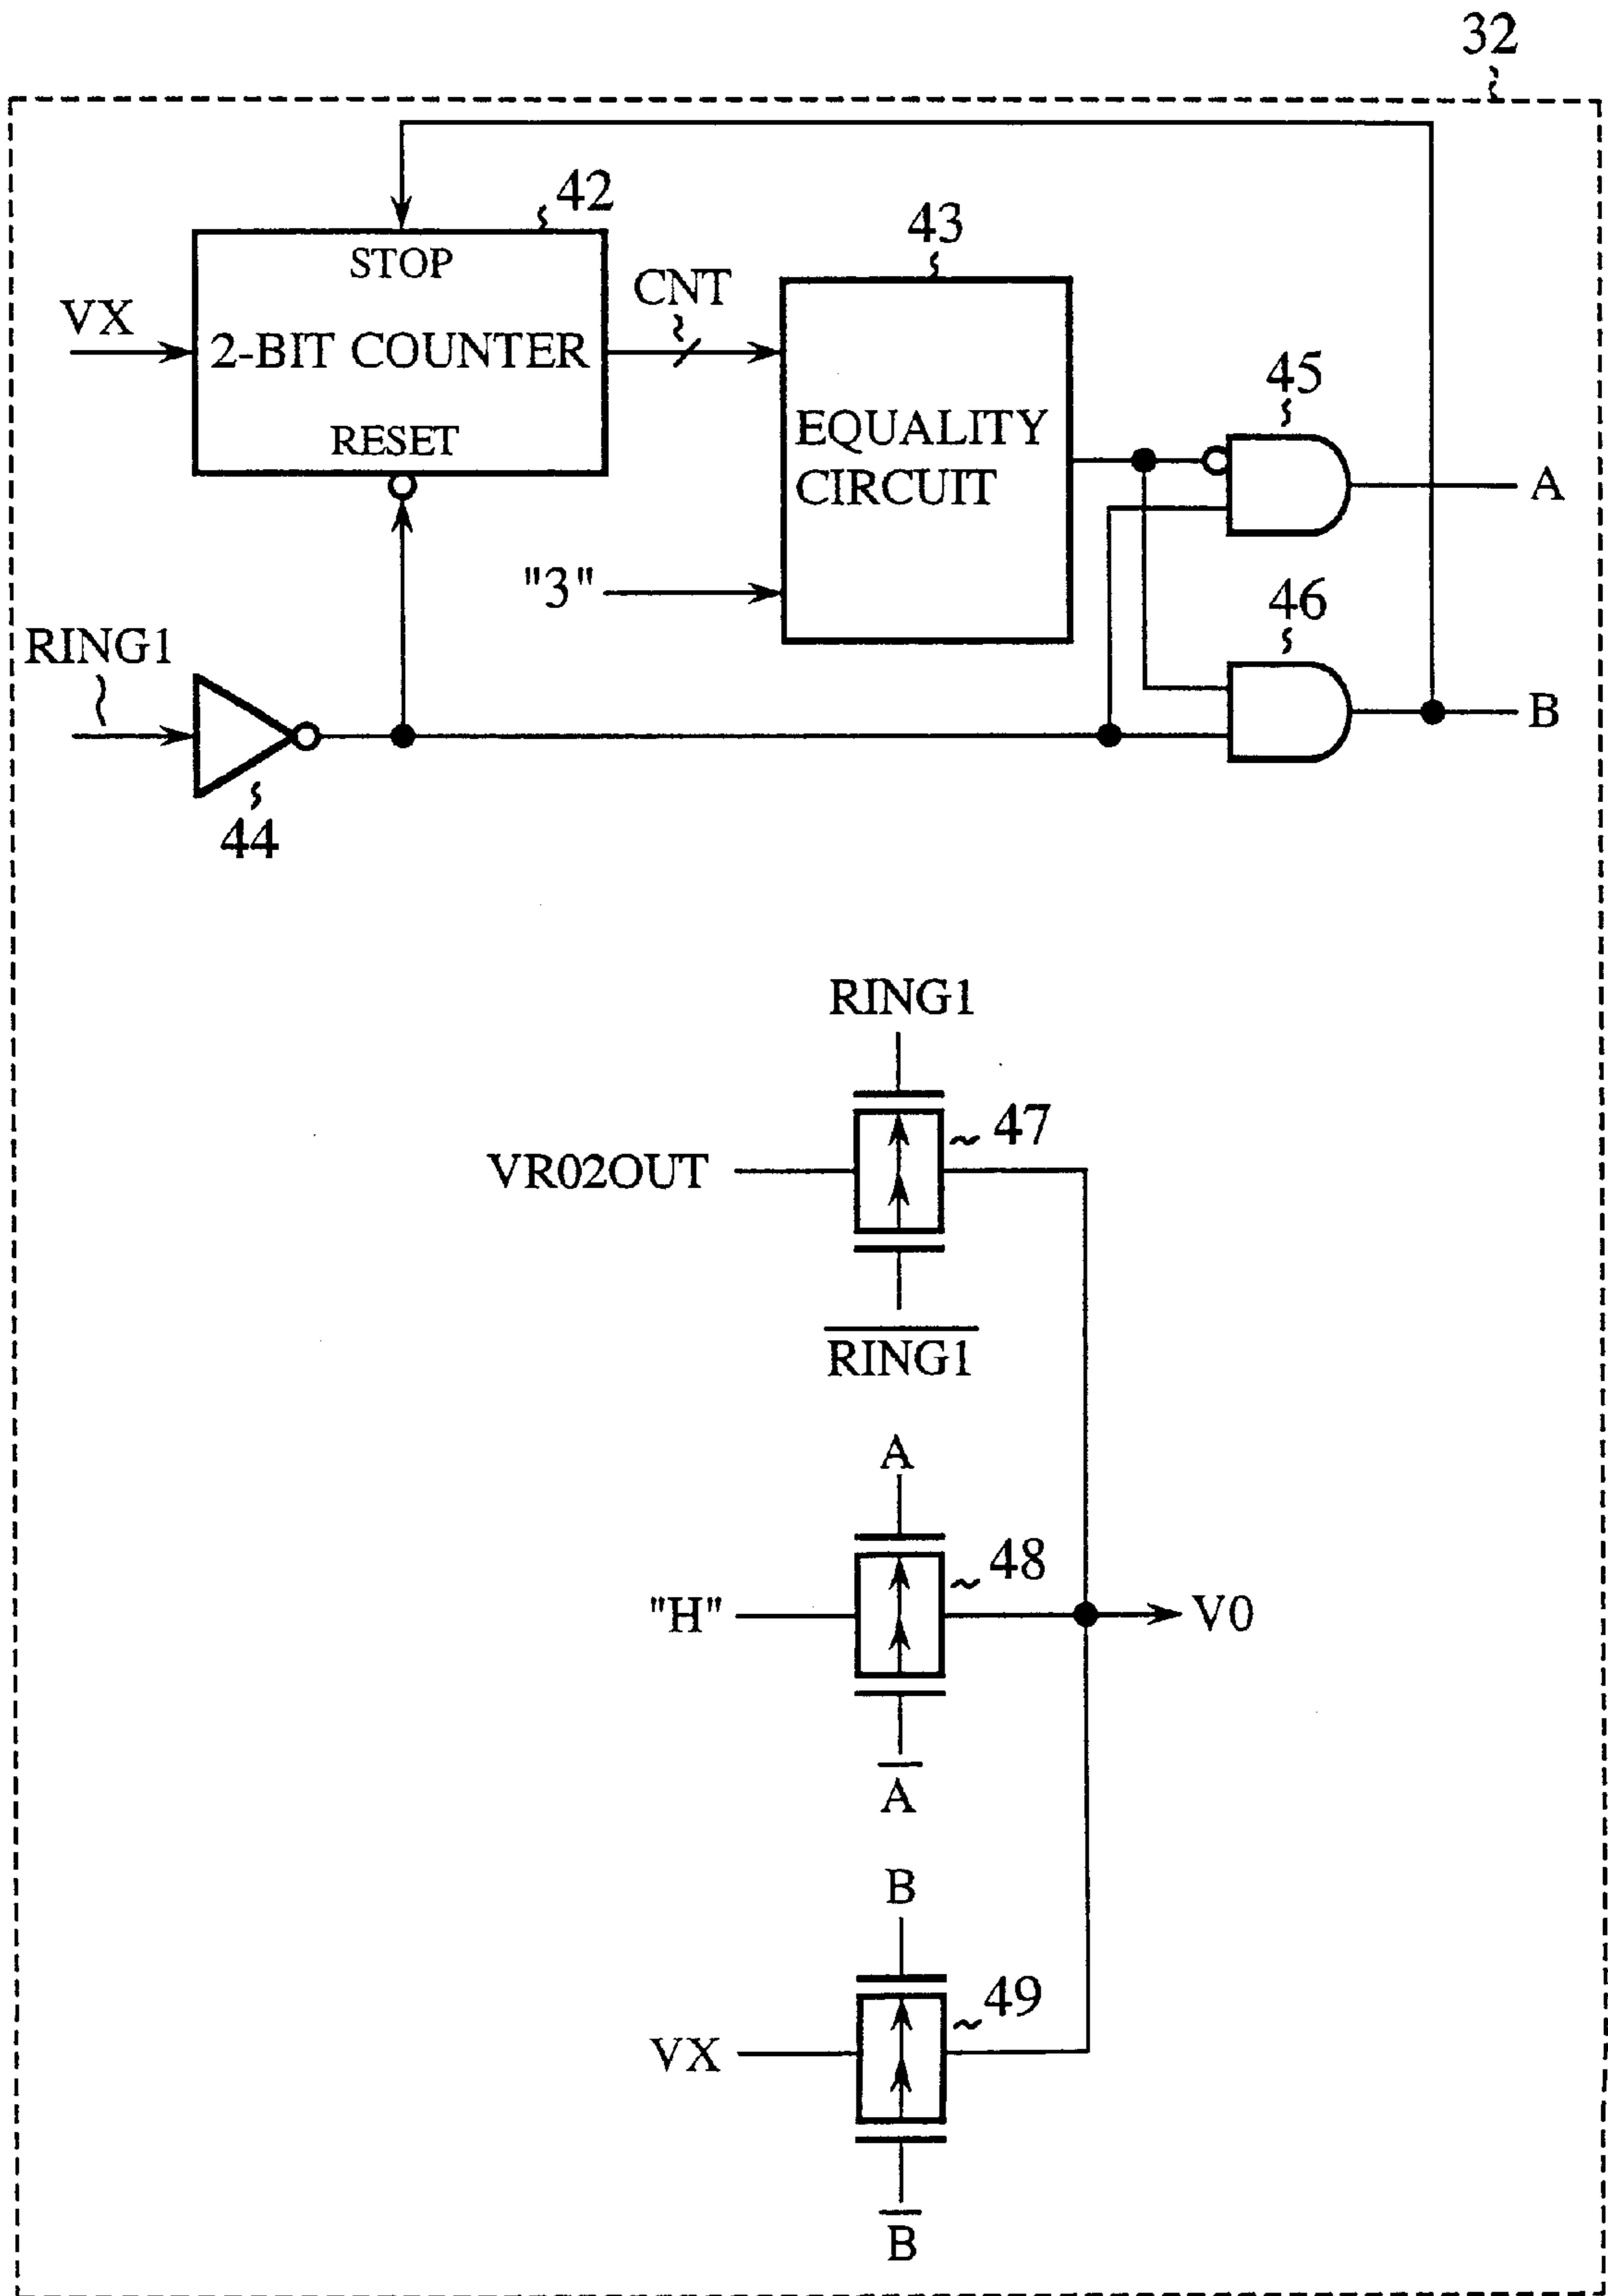 32
42
STOP
VX
2-BIT COUNTER
RESET
CNT
43
EQUALITY
CIRCUIT
"3"
45
A
46
B
RING1
44
RING1
VR02OUT
47
RING1
A
"H"
48
V0
A
B
VX
49
B